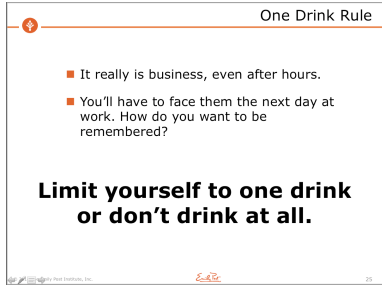 One Drink Rule
It really is business, even after hours.
You’ll have to face them the next day at
work. How do you want to be
remembered?
Limit yourself to one drink
or don’t drink at all.
Post Institute, Inc.
25